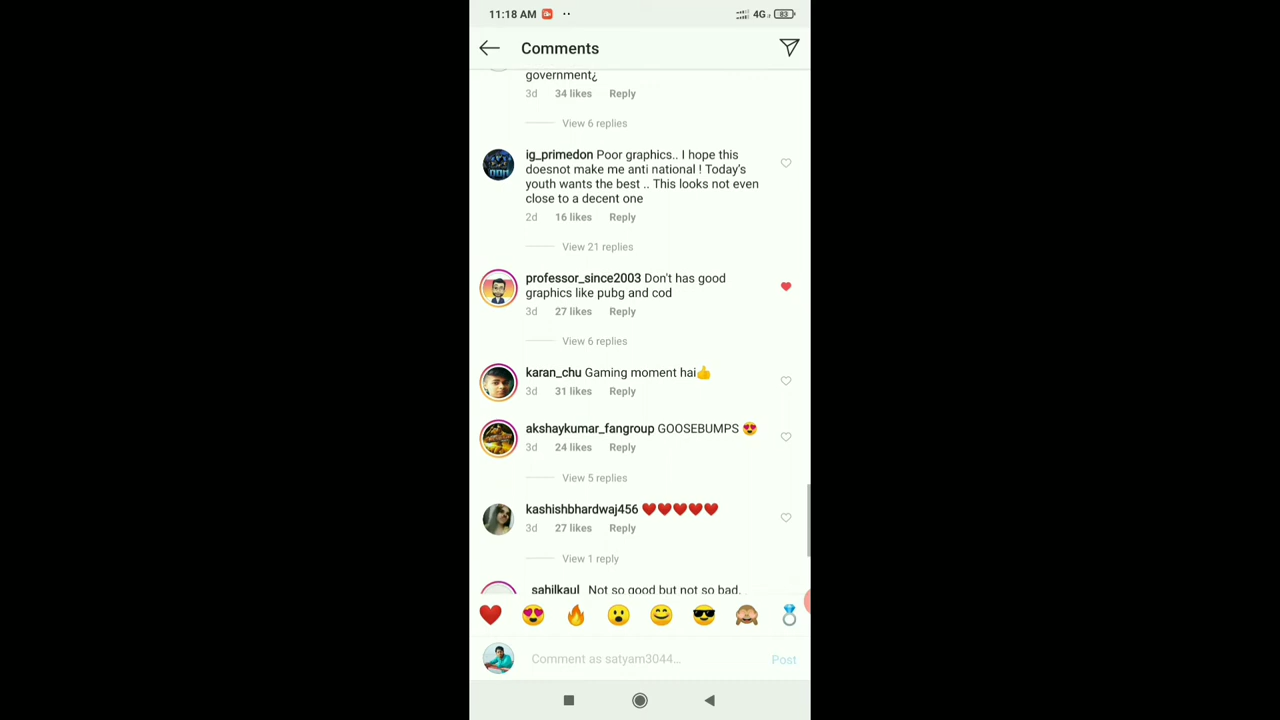 11:18 AM
4G
83
Comments
government¿
3d 34 likes Reply
View 6 replies
ig_primedon Poor graphics.. I hope this
doesnot make me anti national ! Today's
youth wants the best .. This looks not even
close to a decent one
2d 16 likes Reply
View 21 replies
professor_since2003 Don't has good
graphics like pubg and cod
3d 27 likes Reply
View 6 replies
karan_chu Gaming moment hai👍
3d 31 likes Reply
akshaykumar_fangroup GOOSEBUMPS 😍
3d 24 likes Reply
View 5 replies
kashishbhardwaj456 ❤️❤️❤️❤️❤️
3d 27 likes Reply
View 1 reply
_sahilkaul_ Not so good but not so bad.
Comment as satyam3044...
Post